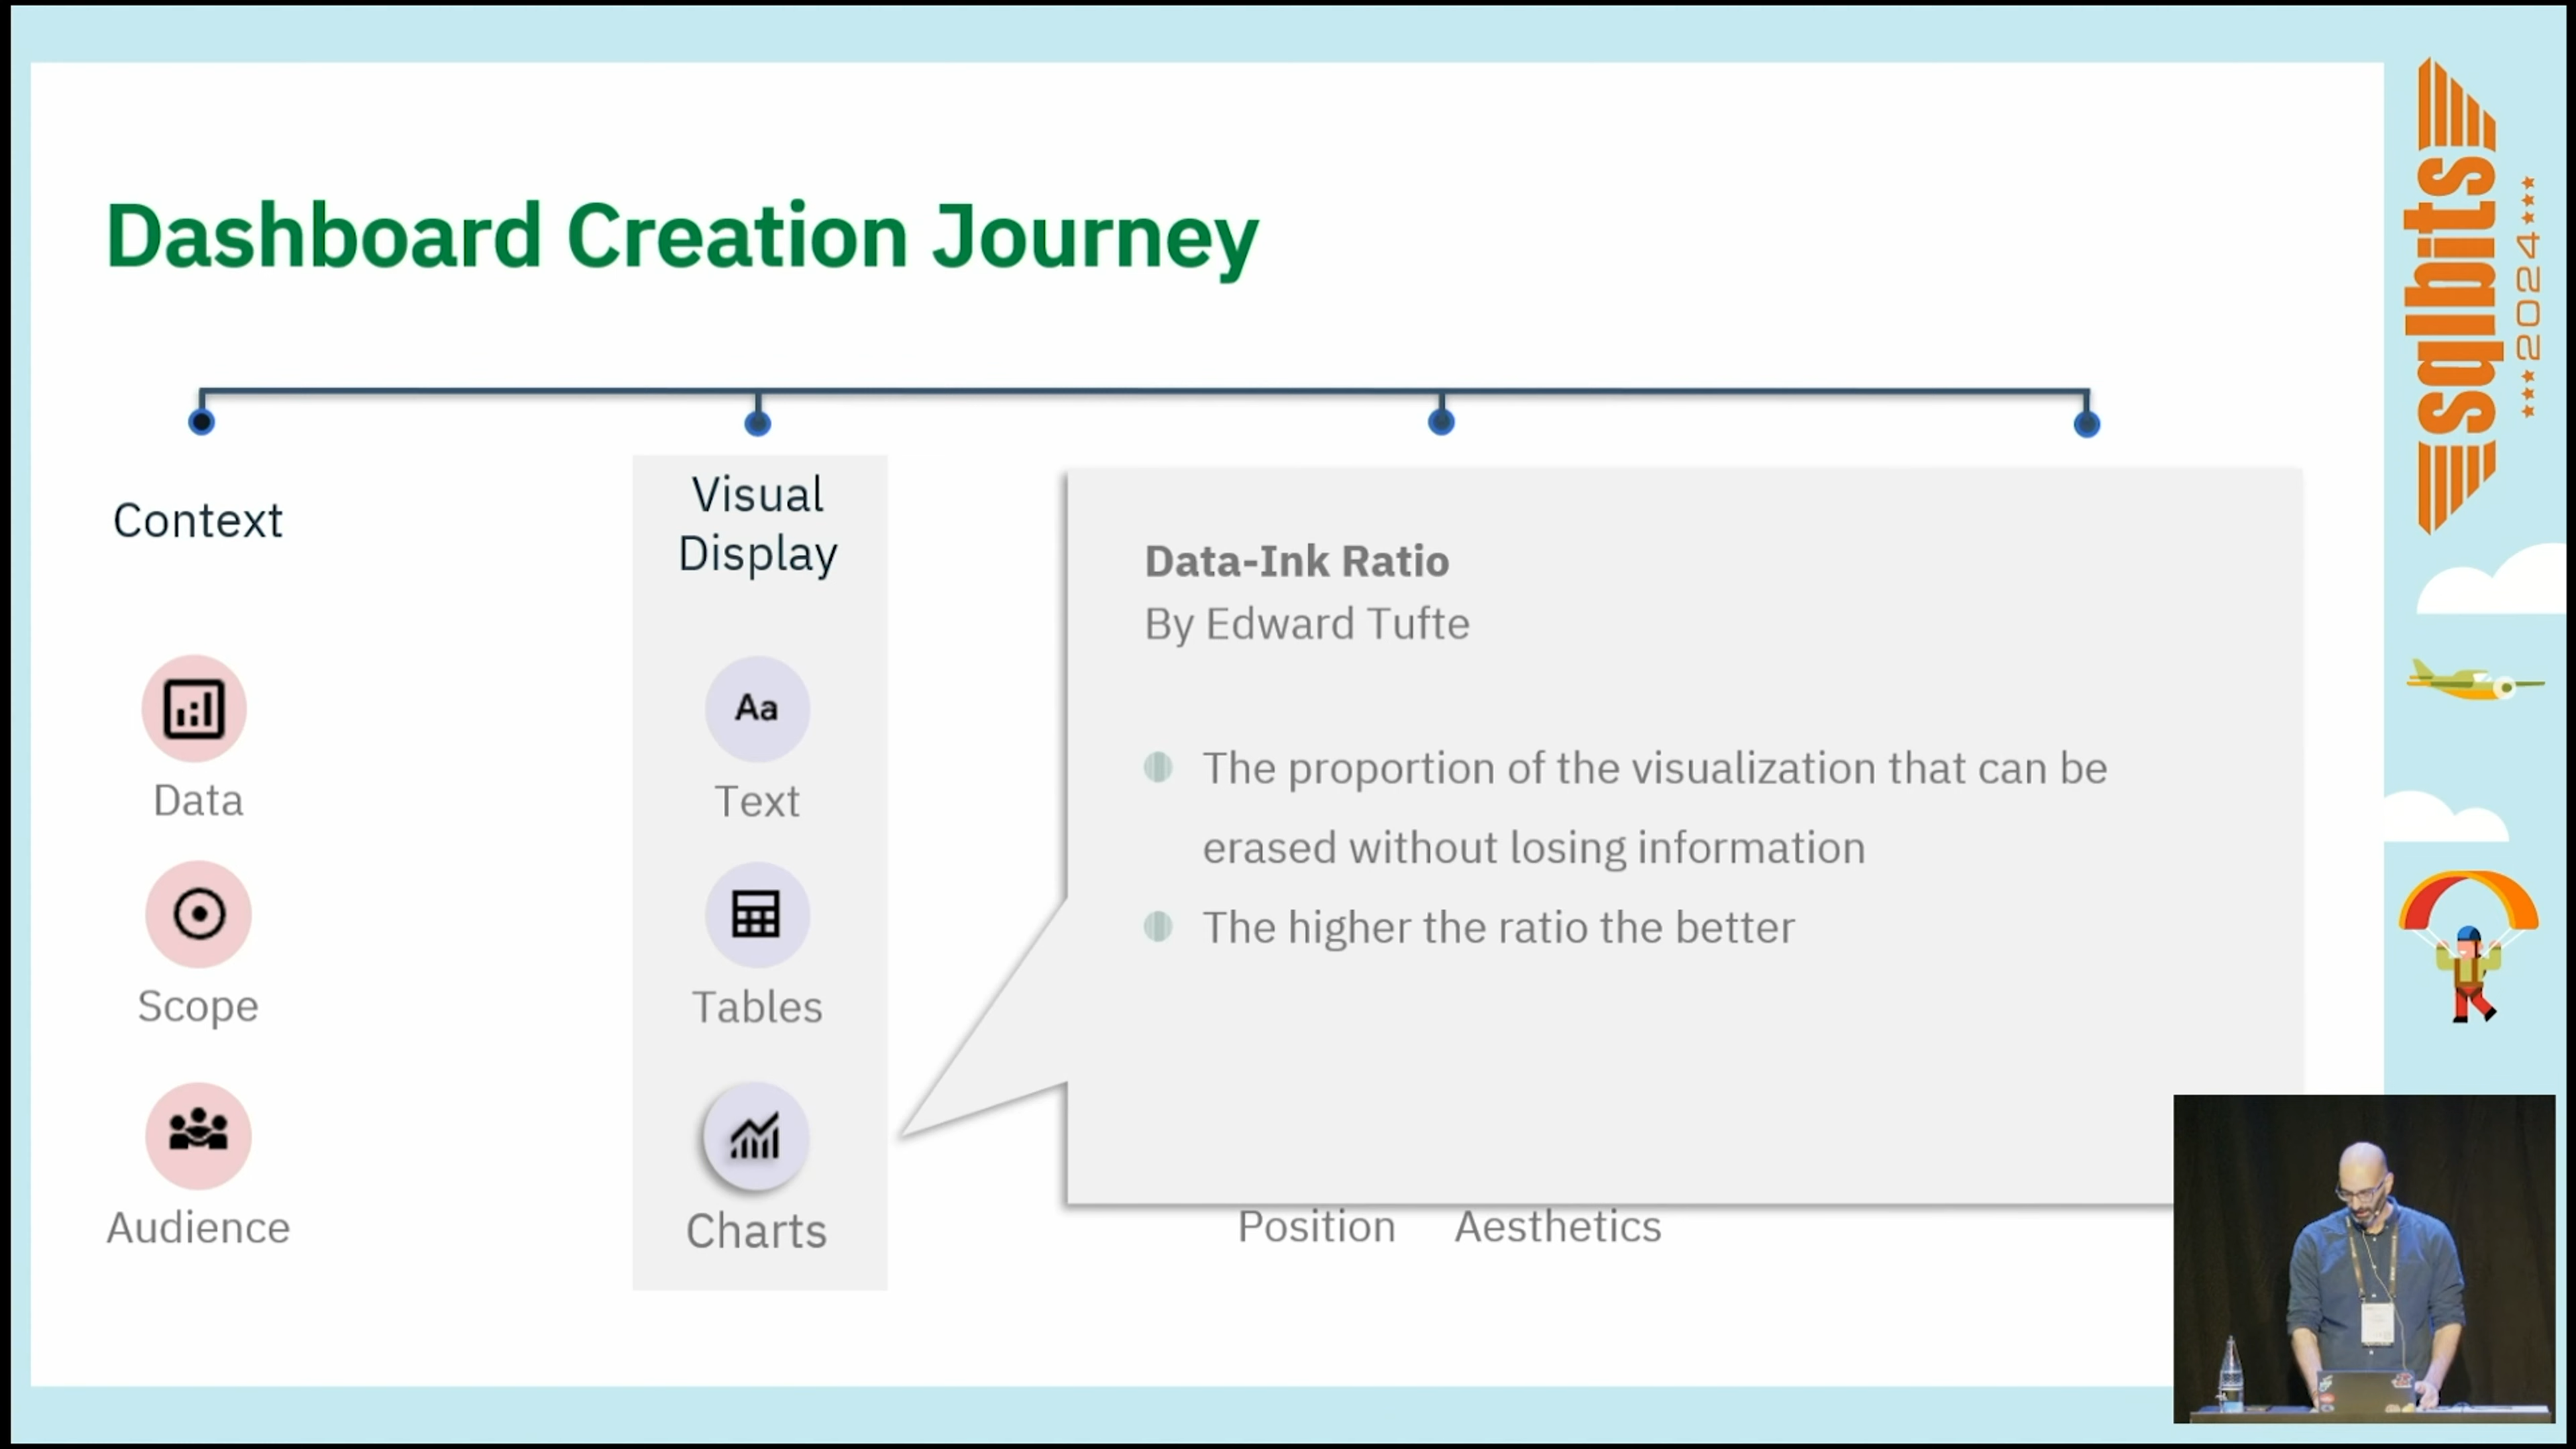 Dashboard Creation Journey
Context
Data
Scope
Audience
Visual
Display
Aa
Text
Tables
Charts
Data-Ink Ratio
By Edward Tufte
The proportion of the visualization that can be
erased without losing information
The higher the ratio the better
Position
Aesthetics
sqlbits
2024